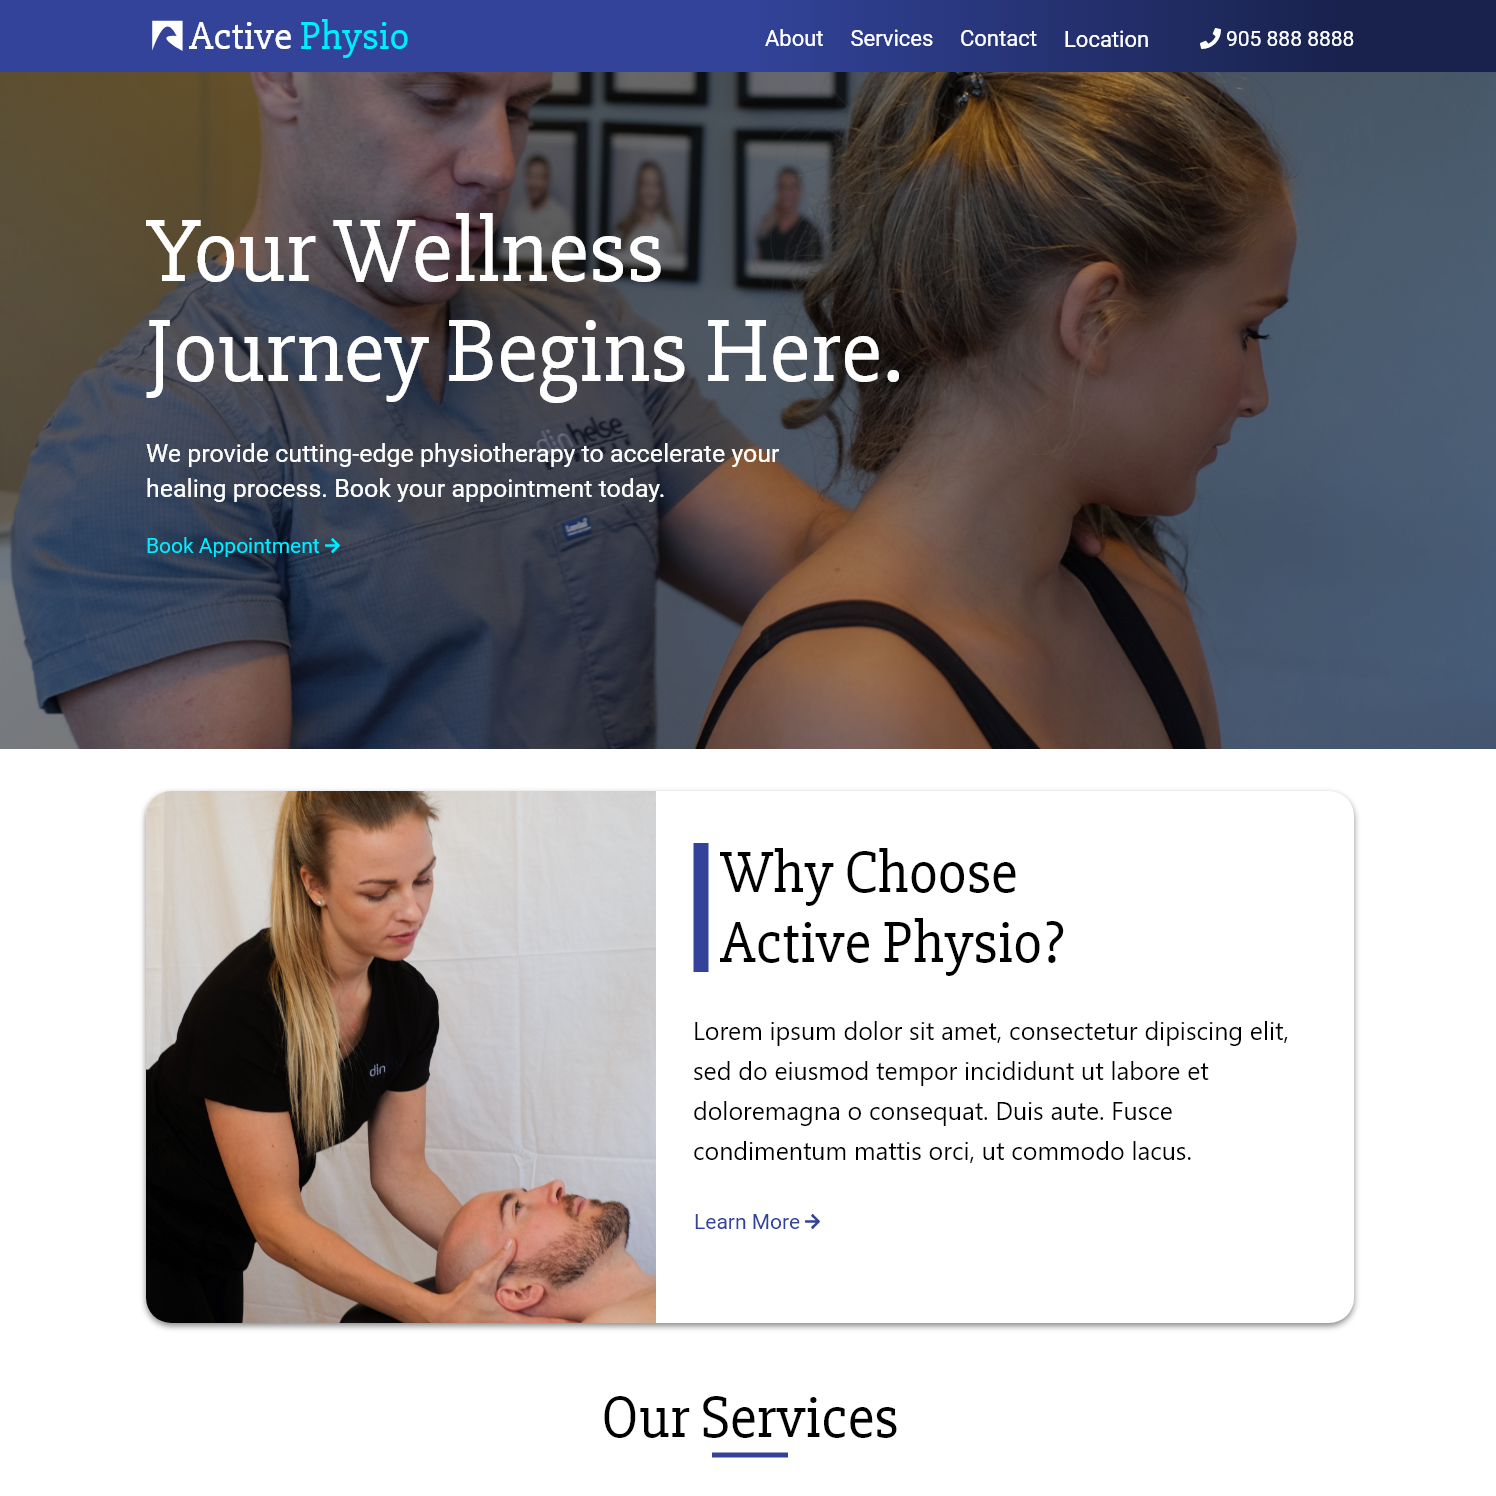 Active Physio
About Services Contact Location 905 888 8888
Your Wellness
Journey Begins Here.
dinhelse
We provide cutting-edge physiotherapy to accelerate your
healing process. Book your appointment today.
Book Appointment
din
Why Choose
Active Physio?
Lorem ipsum dolor sit amet, consectetur dipiscing elit,
sed do eiusmod tempor incididunt ut labore et
doloremagna o consequat. Duis aute. Fusce
condimentum mattis orci, ut commodo lacus.
Learn More
Our Services